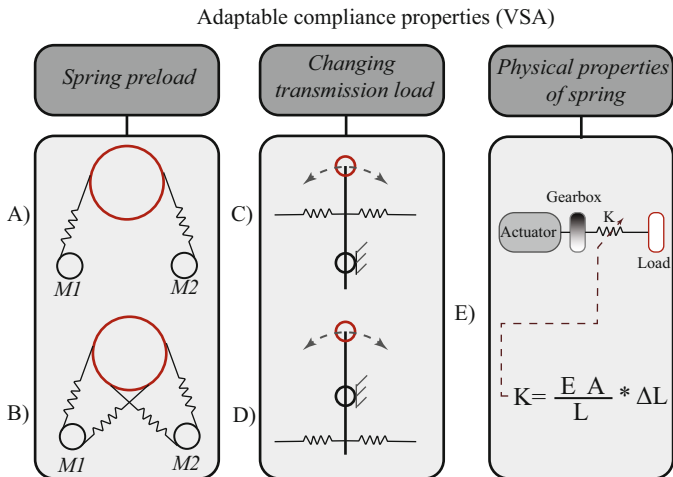 Adaptable compliance properties (VSA)
Spring preload
Changing
transmission load
Physical properties
of spring
A)
M1
M2
B)
M1
M2
C)
D)
E)
Gearbox
K
Actuator
Load
K= E A / L * ΔL